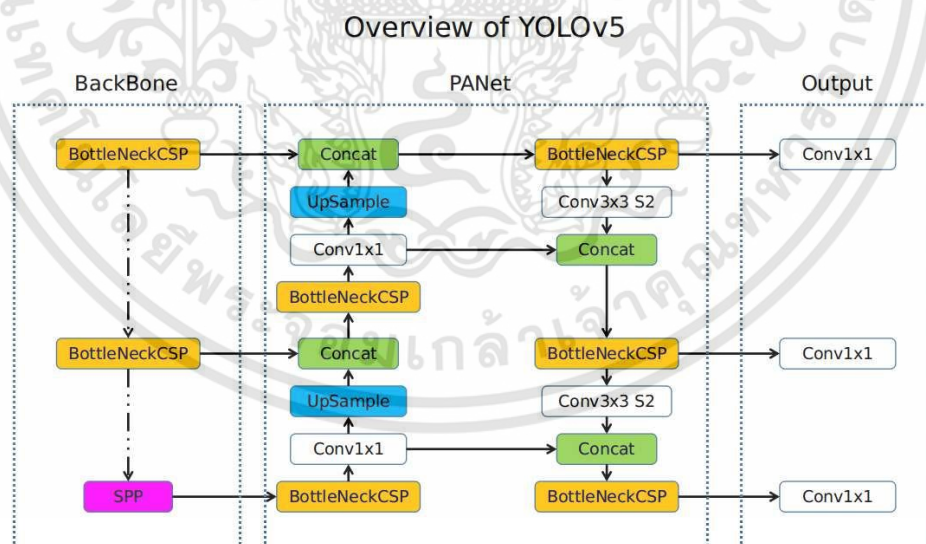 Overview of YOLOv5
BackBone
PANet
Output
BottleNeckCSP
Concat
BottleNeckCSP
Conv1x1
UpSample
Conv3x3 S2
Conv1x1
Concat
BottleNeckCSP
BottleNeckCSP
Concat
BottleNeckCSP
Conv1x1
UpSample
Conv3x3 S2
Conv1x1
Concat
SPP
BottleNeckCSP
BottleNeckCSP
Conv1x1